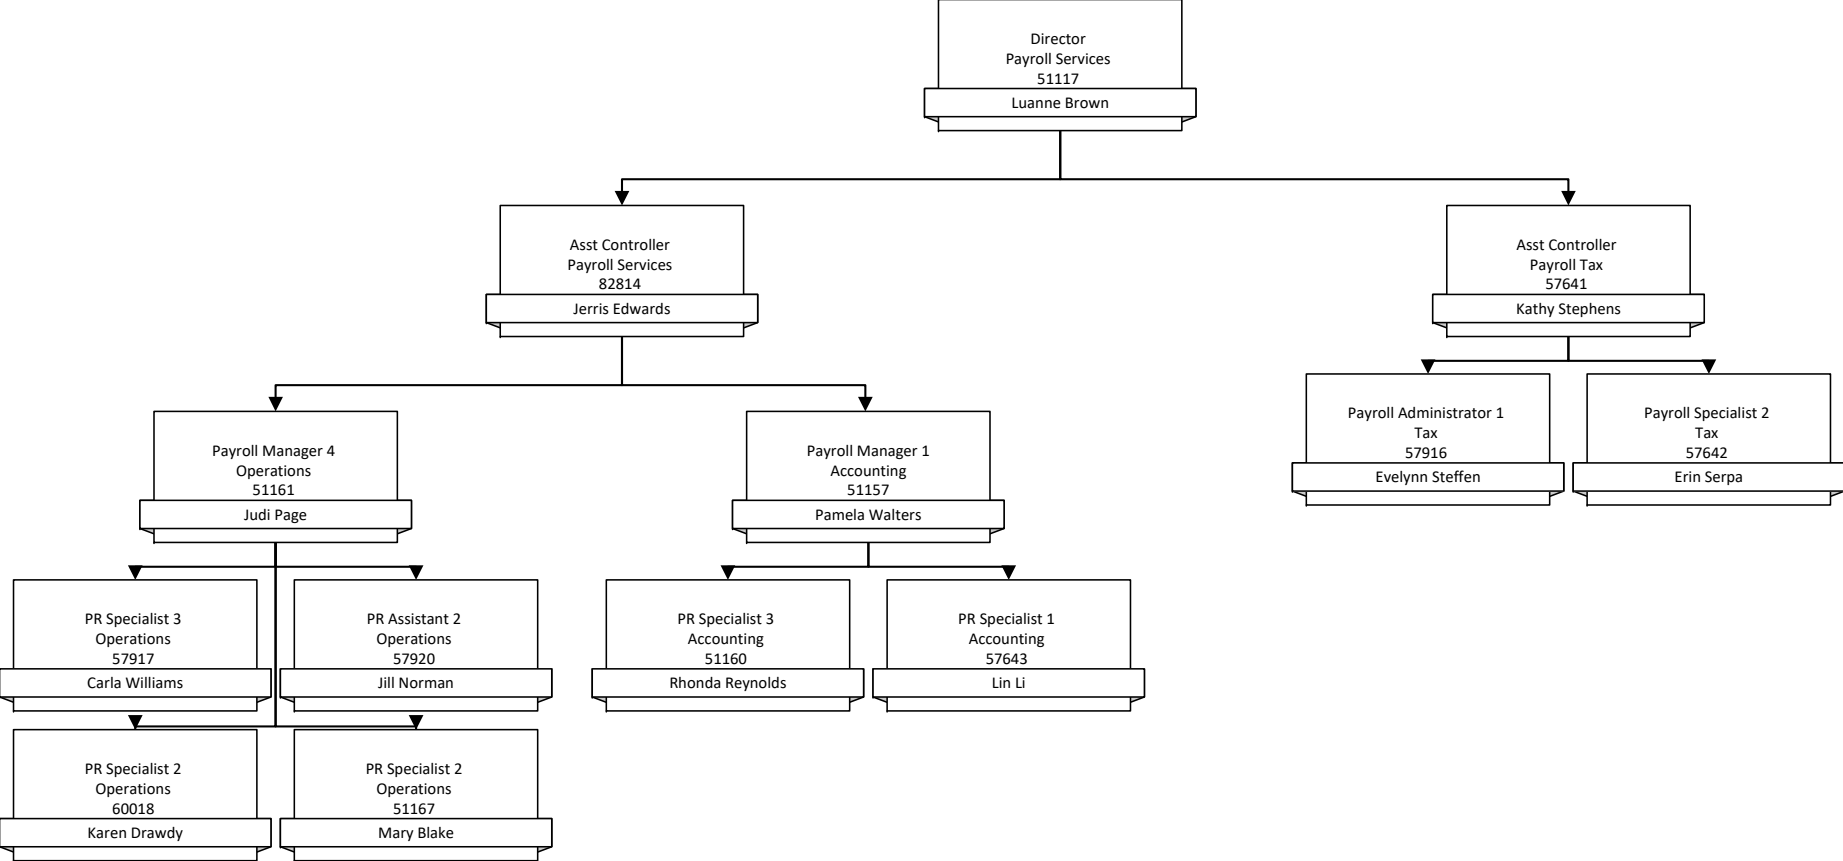 Director
Payroll Services
51117
Luanne Brown
Asst Controller
Payroll Services
82814
Jerris Edwards
Asst Controller
Payroll Tax
57641
Kathy Stephens
Payroll Manager 4
Operations
51161
Judi Page
Payroll Manager 1
Accounting
51157
Pamela Walters
Payroll Administrator 1
Tax
57916
Evelynn Steffen
Payroll Specialist 2
Tax
57642
Erin Serpa
PR Specialist 3
Operations
57917
Carla Williams
PR Assistant 2
Operations
57920
Jill Norman
PR Specialist 3
Accounting
51160
Rhonda Reynolds
PR Specialist 1
Accounting
57643
Lin Li
PR Specialist 2
Operations
60018
Karen Drawdy
PR Specialist 2
Operations
51167
Mary Blake